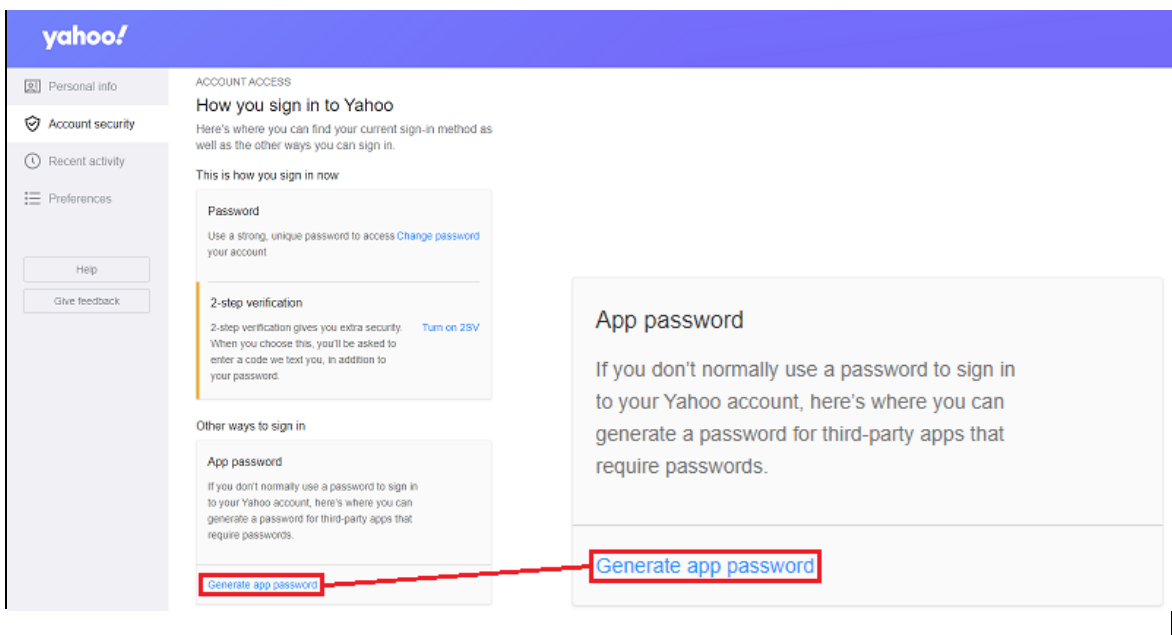 yahoo!
Personal info
Account security
Recent activity
Preferences
Help
Give feedback
ACCOUNT ACCESS
How you sign in to Yahoo
Here's where you can find your current sign-in method as
well as the other ways you can sign in.
This is how you sign in now
Password
Use a strong, unique password to access Change password
your account
2-step verification
2-step verification gives you extra security. Turn on 2SV
When you choose this, you'll be asked to
enter a code we text you, in addition to
your password.
Other ways to sign in
App password
If you don't normally use a password to sign in
to your Yahoo account, here's where you can
generate a password for third-party apps that
require passwords.
Generate app password
App password
If you don't normally use a password to sign in
to your Yahoo account, here's where you can
generate a password for third-party apps that
require passwords.
Generate app password